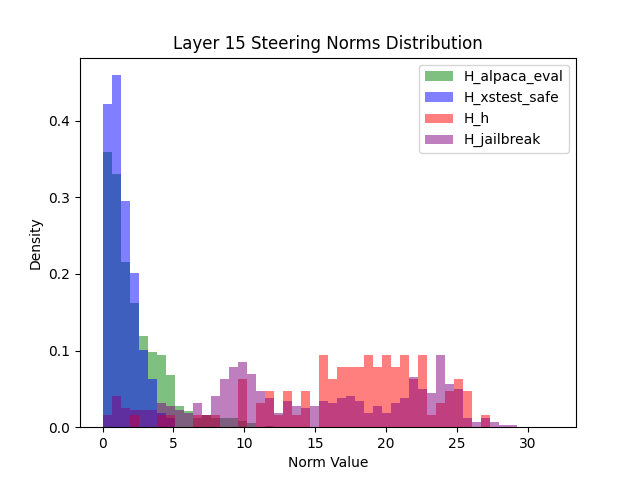 Layer 15 Steering Norms Distribution
H_alpaca_eval
H_xstest_safe
H_h
H_jailbreak
Density
0.4
0.3
0.2
0.1
0.0
0 5 10 15 20 25 30
Norm Value